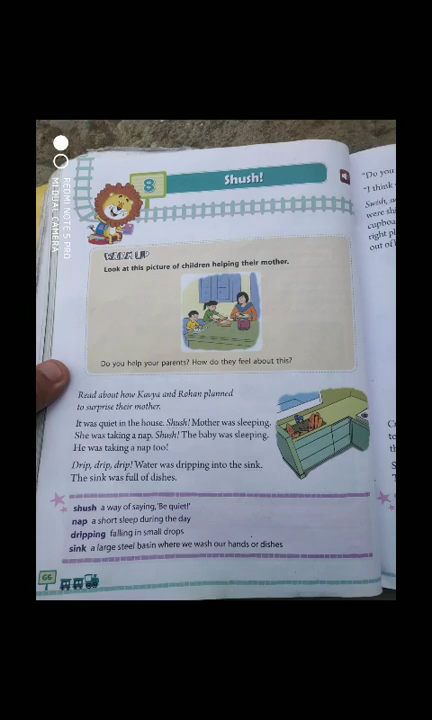 8
Shush!
WARM UP
Look at this picture of children helping their mother.
Do you help your parents? How do they feel about this?
Read about how Kavya and Rohan planned
to surprise their mother.
It was quiet in the house. Shush! Mother was sleeping.
She was taking a nap. Shush! The baby was sleeping.
He was taking a nap too!
Drip, drip, drip! Water was dripping into the sink.
The sink was full of dishes.
shush a way of saying, 'Be quiet!'
nap a short sleep during the day
dripping falling in small drops
sink a large steel basin where we wash our hands or dishes
66
"Do you
"I think
Swish,
were
cupboa
right pl
out of
REDMI NOTE 5 PRO
MI DUAL CAMERA